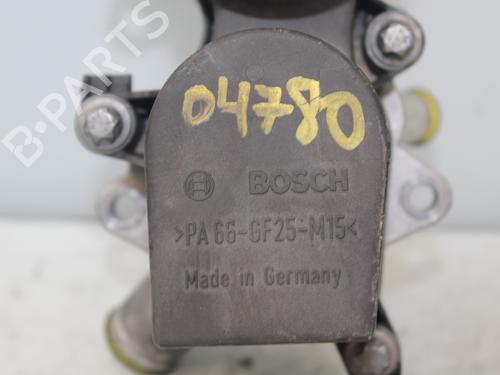 B-PARTS
04780
BOSCH
>PA 66-GF25-M15<
Made in Germany